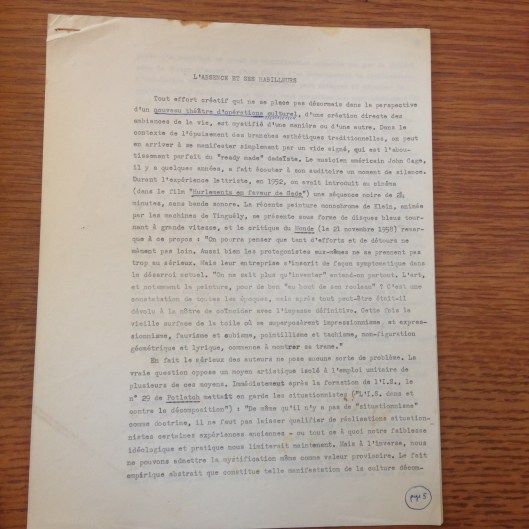 L'ABSENCE ET SES HABILLEURS
Tout effort créatif qui ne se place pas désormais dans la perspective
d'un nouveau théâtre d'opérations culturel, d'une création directe des
ambiances de la vie, est mystifié d'une manière ou d'une autre. Dans le
contexte de l'épuisement des branches esthétiques traditionnelles, on peut
en arriver à se manifester simplement par un vide signé, qui est l'abou-
tissement parfait du "ready made" dadaïste. Le musicien américain John Cage,
il y a quelques années, a fait écouter à son auditoire un moment de silence.
Durant l'expérience lettriste, en 1952, on avait introduit au cinéma
(dans le film "Hurlements en faveur de Sade") une séquence noire de 24
minutes, sans bande sonore. La récente peinture monochrome de Klein, animée
par les machines de Tinguely, se présente sous forme de disques bleus tour-
nant à grande vitesse, et le critique du Monde (le 21 novembre 1958) remar-
que à ce propos : "On pourra penser que tant d'efforts et de détours ne
mènent pas loin. Aussi bien les protagonistes eux-mêmes ne se prennent pas
trop au sérieux. Mais leur entreprise s'inscrit de façon symptomatique dans
le désarroi actuel. "On ne sait plus qu'inventer" entend-on partout. L'art,
et notamment la peinture, pour de bon "au bout de son rouleau" ? C'est une
constatation de toutes les époques, mais après tout peut-être était-il
dévolu à la nôtre de coïncider avec l'impasse définitive. Cette fois la
vieille surface de la toile où se superposèrent impressionnisme, et expres-
sionnisme, fauvisme et cubisme, pointillisme et tachisme, non-figuration
géométrique et lyrique, commence à montrer sa trame."
En fait le sérieux des acteurs ne pose aucune sorte de problème. La
vraie question oppose un moyen artistique isolé à l'emploi unitaire de
plusieurs de ces moyens. Immédiatement après la formation de l'I.S., le
n° 29 de Potlatch mettait en garde les situationnistes ("L'I.S. dans et
contre la décomposition") : "De même qu'il n'y a pas de "situationnisme"
comme doctrine, il ne faut pas laisser qualifier de réalisations situation-
nistes certaines expériences anciennes - ou tout ce à quoi notre faiblesse
idéologique et pratique nous limiterait maintenant. Mais à l'inverse, nous
ne pouvons admettre la mystification même comme valeur provisoire. Le fait
empirique abstrait que constitue telle manifestation de la culture décom-
pge 5